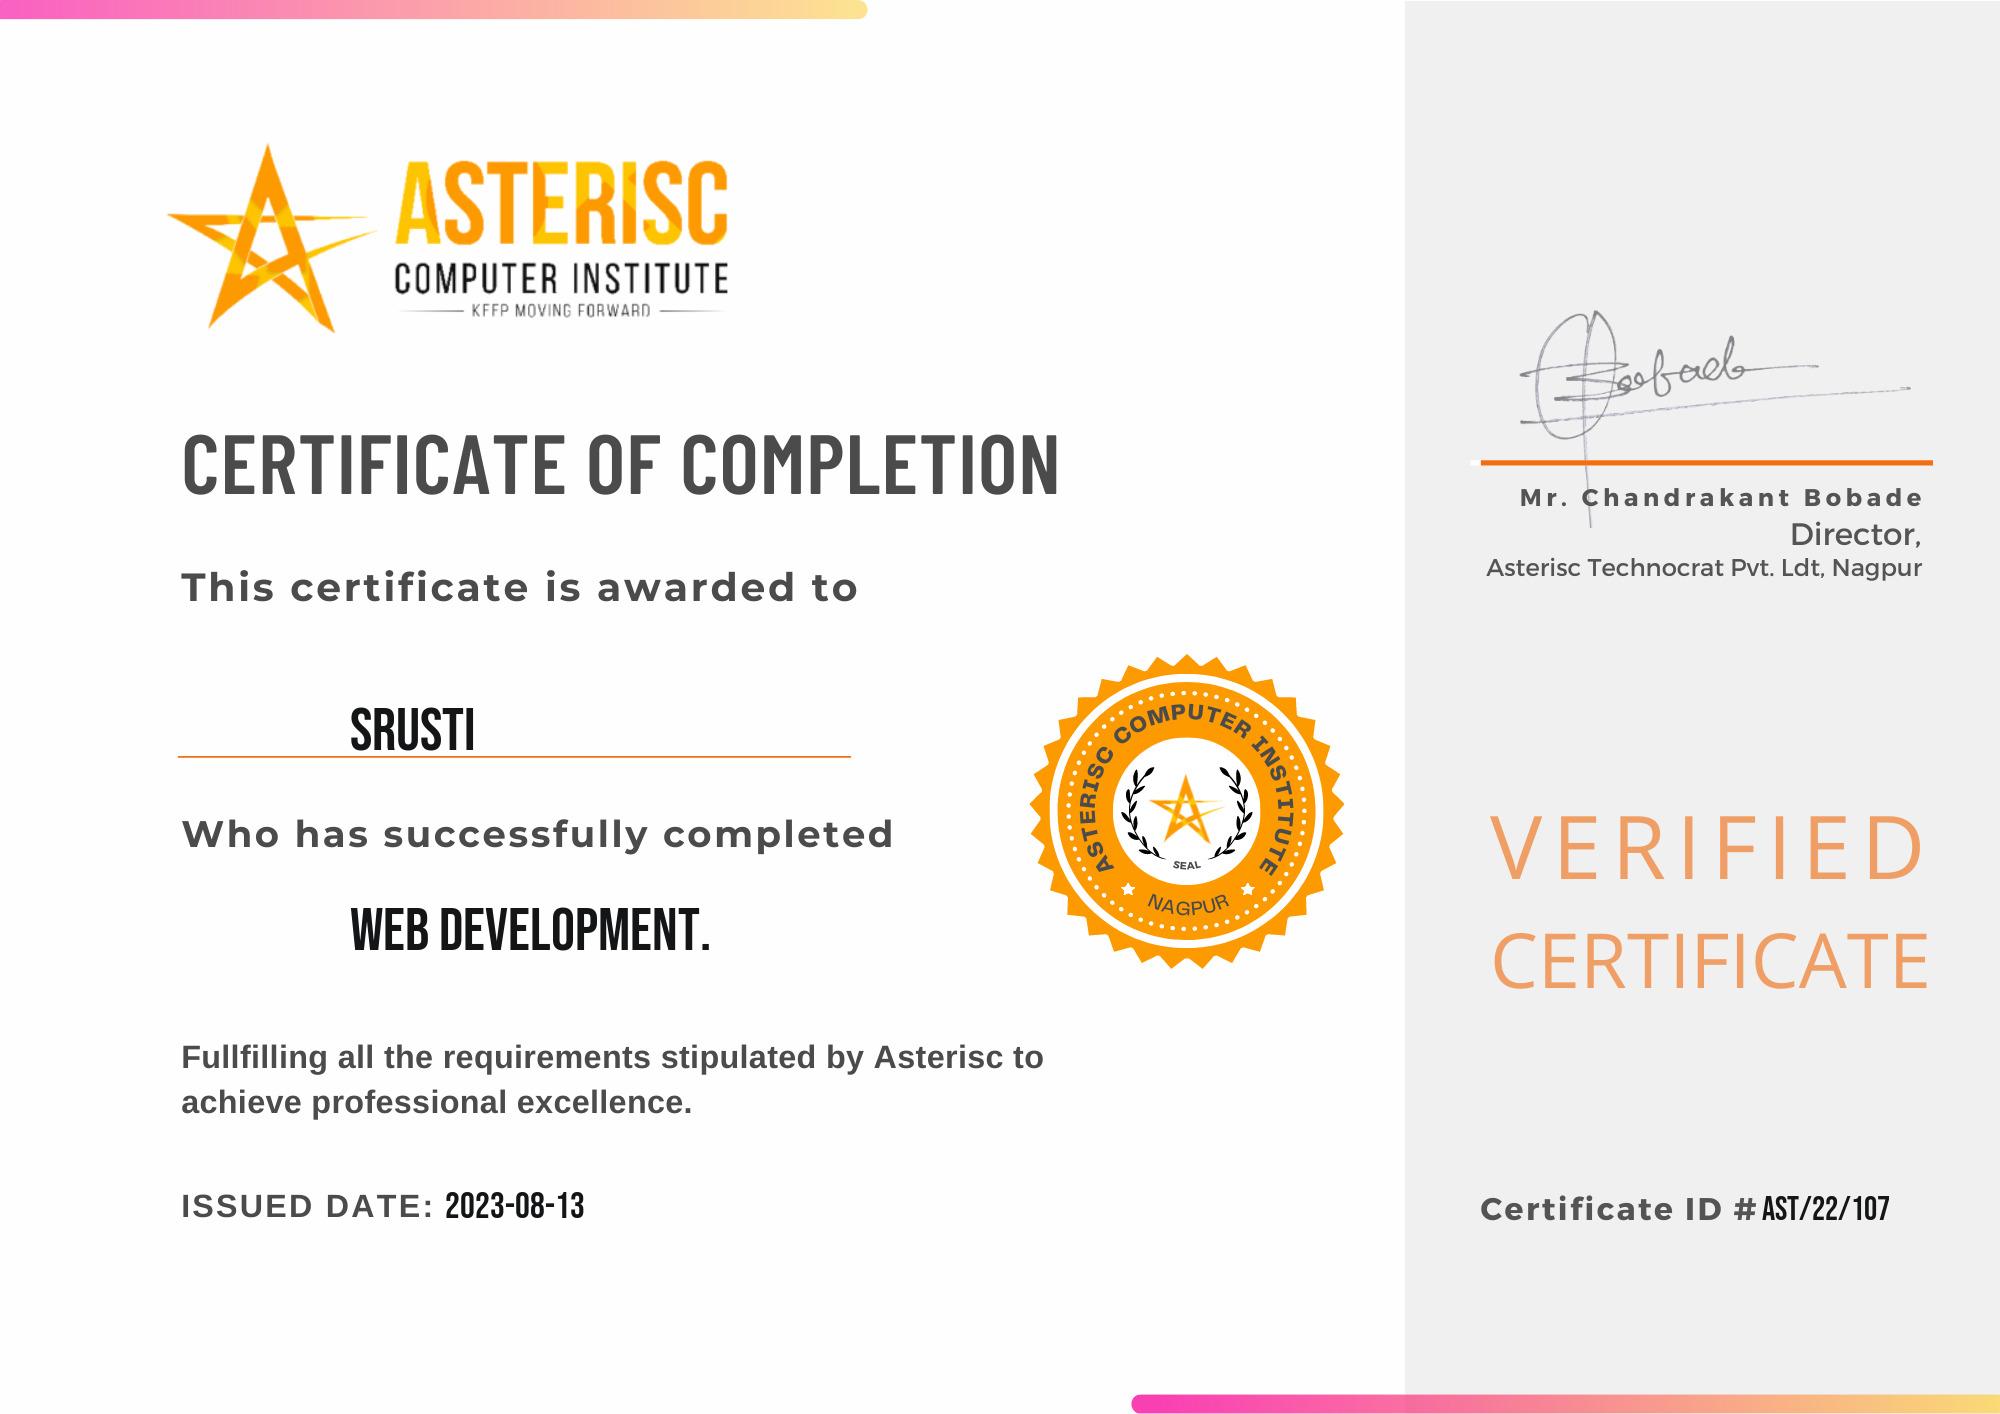 ASTERISC
COMPUTER INSTITUTE
KFFP MOVING FORWARD
CERTIFICATE OF COMPLETION
This certificate is awarded to
SRUSTI
Who has successfully completed
WEB DEVELOPMENT.
Fullfilling all the requirements stipulated by Asterisc to
achieve professional excellence.
ISSUED DATE: 2023-08-13
ASTERISC COMPUTER INSTITUTE
SEAL
NAGPUR
Bobade
Mr. Chandrakant Bobade
Director,
Asterisc Technocrat Pvt. Ldt, Nagpur
VERIFIED
CERTIFICATE
Certificate ID # AST/22/107